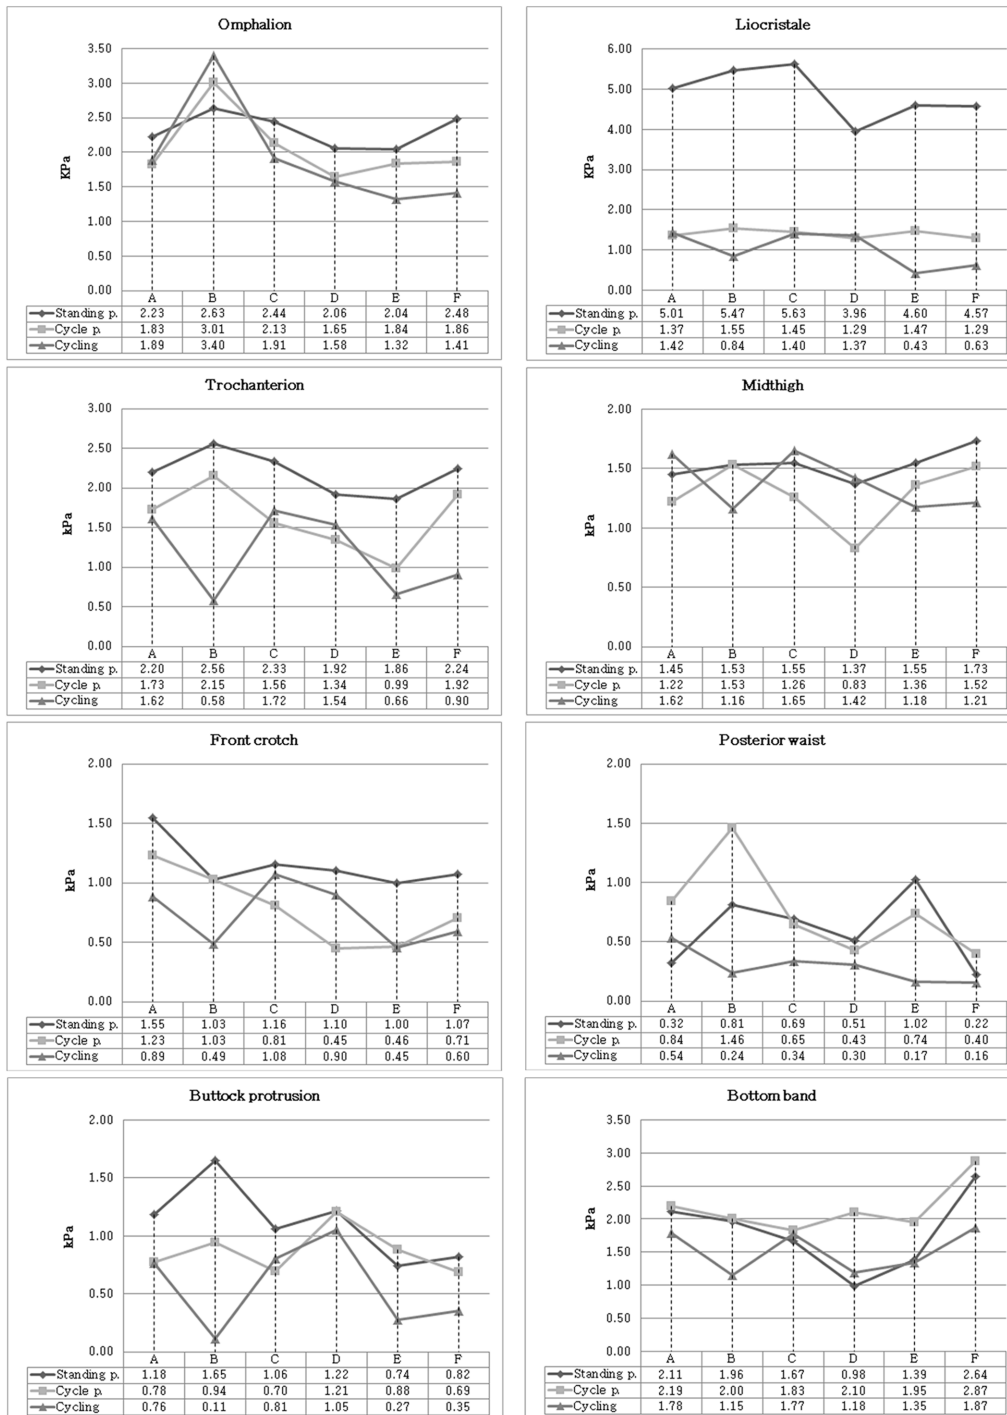 Omphalion
3.50
3.00
2.50
2.00
1.50
1.00
0.50
0.00
KPa
A B C D E F
Standing p. 2.23 2.63 2.44 2.06 2.04 2.48
Cycle p. 1.83 3.01 2.13 1.65 1.84 1.86
Cycling 1.89 3.40 1.91 1.58 1.32 1.41
Liocristale
6.00
5.00
4.00
3.00
2.00
1.00
0.00
KPa
A B C D E F
Standing p. 5.01 5.47 5.63 3.96 4.60 4.57
Cycle p. 1.37 1.55 1.45 1.29 1.47 1.29
Cycling 1.42 0.84 1.40 1.37 0.43 0.63
Trochanterion
3.00
2.50
2.00
1.50
1.00
0.50
0.00
kPa
A B C D E F
Standing p. 2.20 2.56 2.33 1.92 1.86 2.24
Cycle p. 1.73 2.15 1.56 1.34 0.99 1.92
Cycling 1.62 0.58 1.72 1.54 0.66 0.90
Midthigh
2.00
1.50
1.00
0.50
0.00
kPa
A B C D E F
Standing p. 1.45 1.53 1.55 1.37 1.55 1.73
Cycle p. 1.22 1.53 1.26 0.83 1.36 1.52
Cycling 1.62 1.16 1.65 1.42 1.18 1.21
Front crotch
2.00
1.50
1.00
0.50
0.00
kPa
A B C D E F
Standing p. 1.55 1.03 1.16 1.10 1.00 1.07
Cycle p. 1.23 1.03 0.81 0.45 0.46 0.71
Cycling 0.89 0.49 1.08 0.90 0.45 0.60
Posterior waist
2.00
1.50
1.00
0.50
0.00
kPa
A B C D E F
Standing p. 0.32 0.81 0.69 0.51 1.02 0.22
Cycle p. 0.84 1.46 0.65 0.43 0.74 0.40
Cycling 0.54 0.24 0.34 0.30 0.17 0.16
Buttock protrusion
2.00
1.50
1.00
0.50
0.00
kPa
A B C D E F
Standing p. 1.18 1.65 1.06 1.22 0.74 0.82
Cycle p. 0.78 0.94 0.70 1.21 0.88 0.69
Cycling 0.76 0.11 0.81 1.05 0.27 0.35
Bottom band
3.50
3.00
2.50
2.00
1.50
1.00
0.50
0.00
kPa
A B C D E F
Standing p. 2.11 1.96 1.67 0.98 1.39 2.64
Cycle p. 2.19 2.00 1.83 2.10 1.95 2.87
Cycling 1.78 1.15 1.77 1.18 1.35 1.87